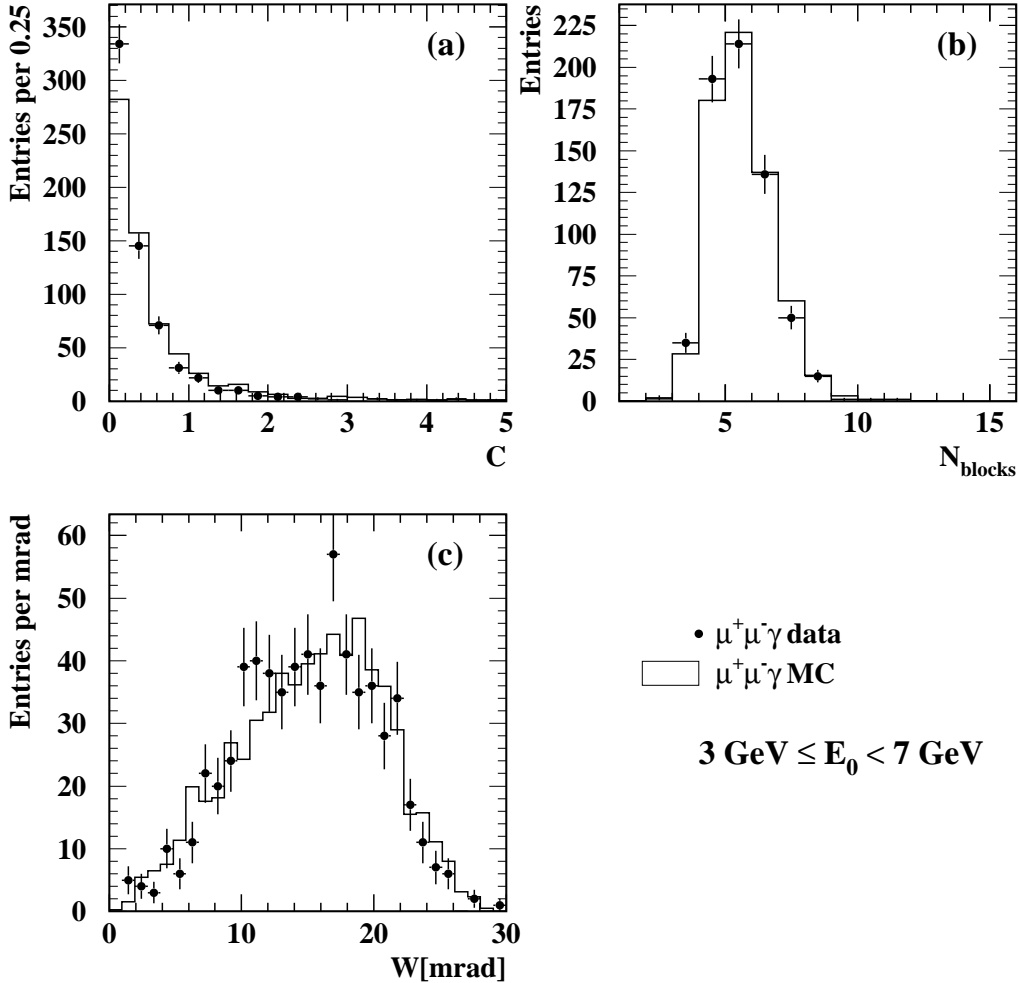 Entries per 0.25
350
300
250
200
150
100
50
0
(a)
0 1 2 3 4 5
C
Entries
225
200
175
150
125
100
75
50
25
0
(b)
5 10 15
N_blocks
Entries per mrad
60
50
40
30
20
10
0
(c)
0 10 20 30
W[mrad]
μ⁺μ⁻γ data
μ⁺μ⁻γ MC
3 GeV ≤ E₀ < 7 GeV